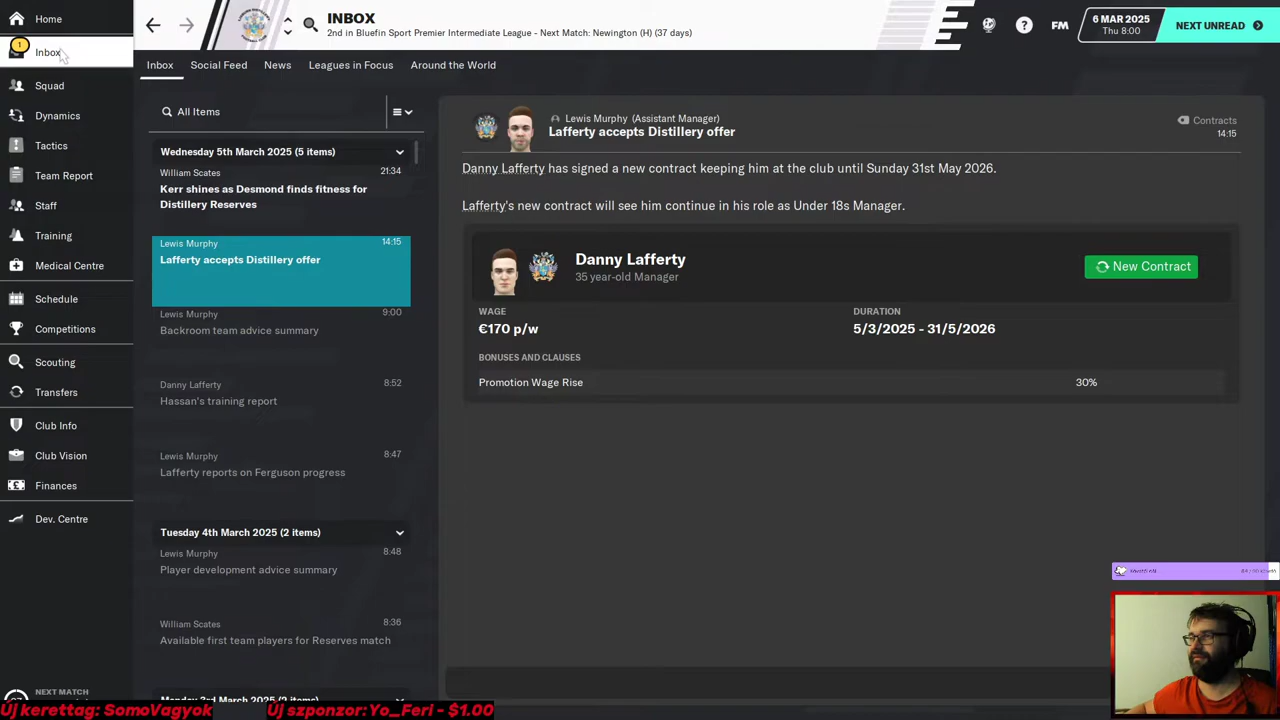 Home
INBOX
2nd in Bluefin Sport Premier Intermediate League - Next Match: Newington (H) (37 days)
FM
6 MAR 2025
Thu 8:00
NEXT UNREAD
1
Inbox
Squad
Dynamics
Tactics
Team Report
Staff
Training
Medical Centre
Schedule
Competitions
Scouting
Transfers
Club Info
Club Vision
Finances
Dev. Centre
NEXT MATCH
Inbox
Social Feed
News
Leagues in Focus
Around the World
All Items
Wednesday 5th March 2025 (5 items)
William Scates
21:34
Kerr shines as Desmond finds fitness for
Distillery Reserves
Lewis Murphy
14:15
Lafferty accepts Distillery offer
Lewis Murphy
9:00
Backroom team advice summary
Danny Lafferty
8:52
Hassan's training report
Lewis Murphy
8:47
Lafferty reports on Ferguson progress
Tuesday 4th March 2025 (2 items)
Lewis Murphy
8:48
Player development advice summary
William Scates
8:36
Available first team players for Reserves match
Monday 3rd March 2025 (2 items)
Lewis Murphy (Assistant Manager)
Lafferty accepts Distillery offer
Contracts
14:15
Danny Lafferty has signed a new contract keeping him at the club until Sunday 31st May 2026.
Lafferty's new contract will see him continue in his role as Under 18s Manager.
Danny Lafferty
35 year-old Manager
New Contract
WAGE
€170 p/w
DURATION
5/3/2025 - 31/5/2026
BONUSES AND CLAUSES
Promotion Wage Rise
30%
Új kerettag: SomoVagyok
Új szponzor: Yo_Feri - $1.00